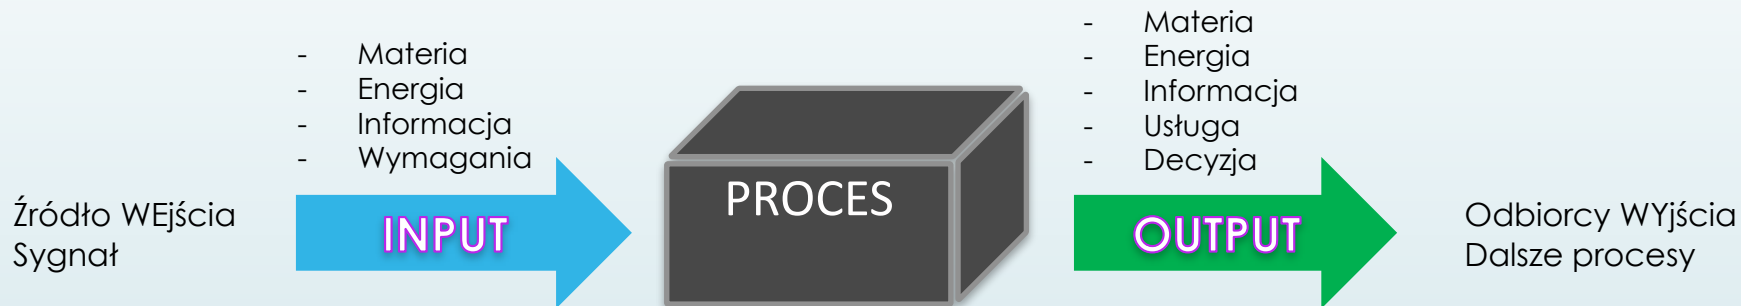 Źródło WEjścia
Sygnał
- Materia
- Energia
- Informacja
- Wymagania
INPUT
PROCES
- Materia
- Energia
- Informacja
- Usługa
- Decyzja
OUTPUT
Odbiorcy WYjścia
Dalsze procesy